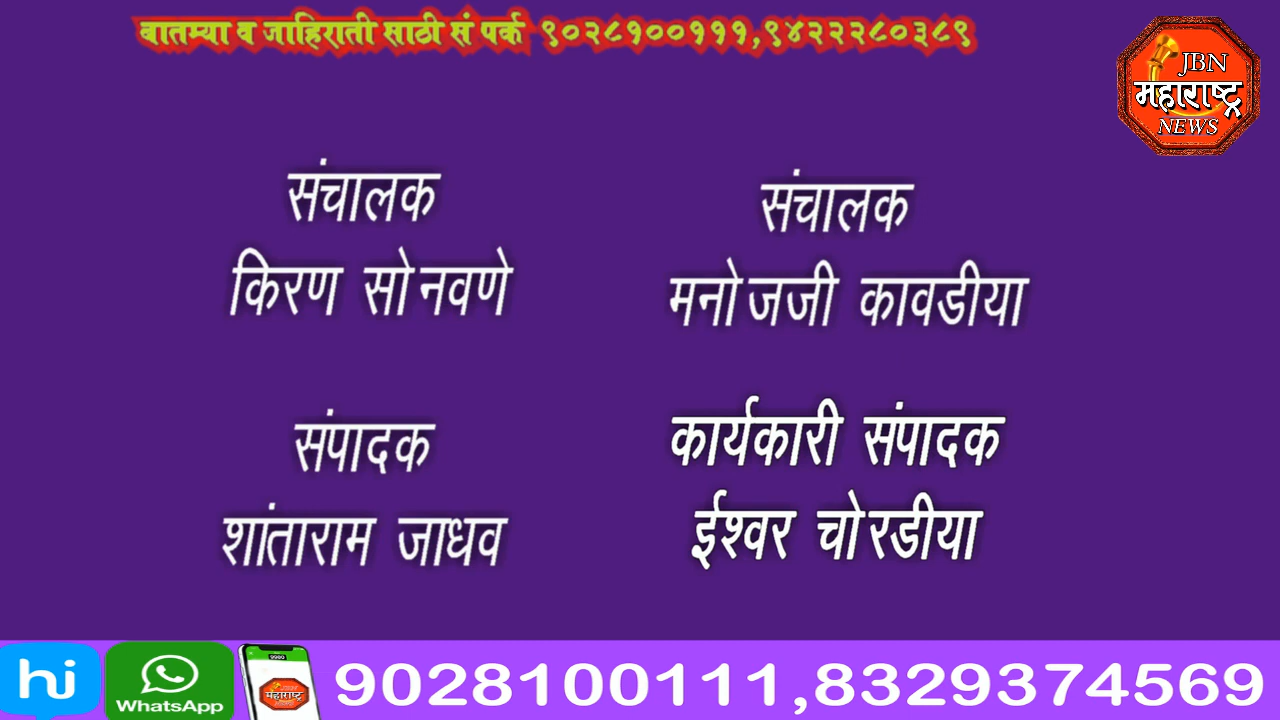 बातम्या व जाहिराती साठी संपर्क ९०२८१००१११,९४२२२८०३८९
JBN
महाराष्ट्र
NEWS
संचालक
किरण सोनवणे
संचालक
मनोजजी कावडीया
संपादक
शांताराम जाधव
कार्यकारी संपादक
ईश्वर चोरडीया
hi
WhatsApp
महाराष्ट्र
9028100111,8329374569